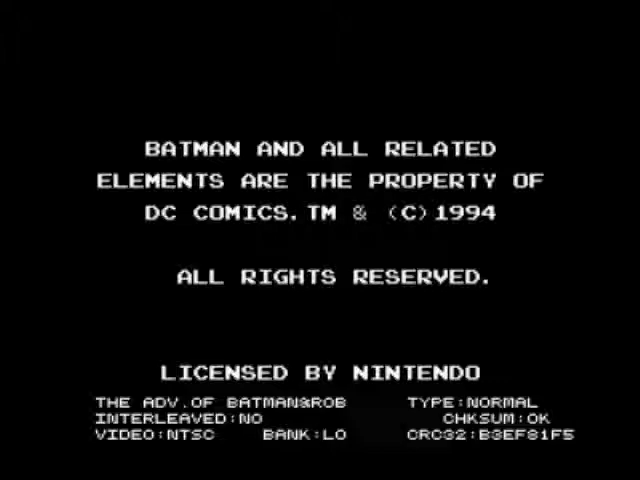 BATMAN AND ALL RELATED
ELEMENTS ARE THE PROPERTY OF
DC COMICS.TM & (C)1994
ALL RIGHTS RESERVED.
LICENSED BY NINTENDO
THE ADV.OF BATMAN&ROB TYPE:NORMAL
INTERLEAVED:NO CHKSUM:OK
VIDEO:NTSC BANK:LO CRC32:B3EF81F5